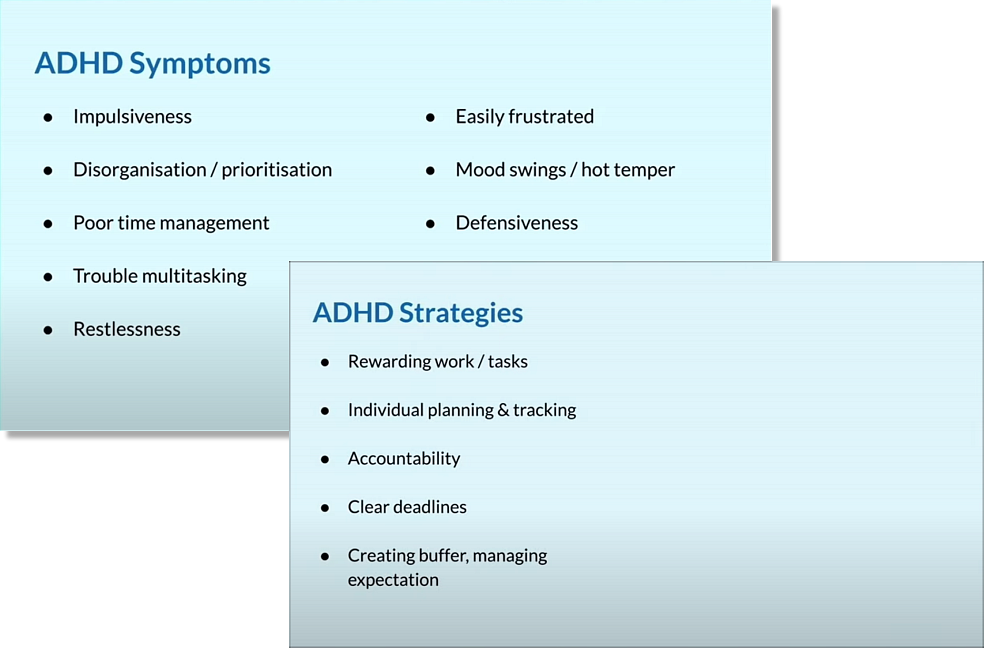 ADHD Symptoms
● Impulsiveness
● Disorganisation / prioritisation
● Poor time management
● Trouble multitasking
● Restlessness
● Easily frustrated
● Mood swings / hot temper
● Defensiveness
ADHD Strategies
● Rewarding work / tasks
● Individual planning & tracking
● Accountability
● Clear deadlines
● Creating buffer, managing
expectation